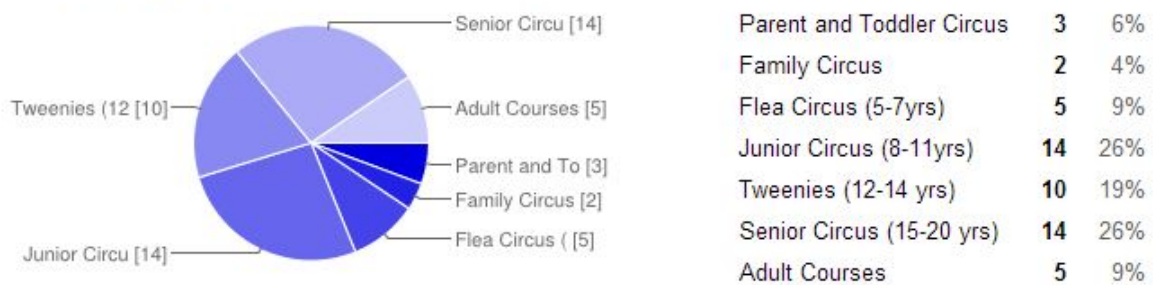 Senior Circu [14]
Tweenies (12 [10]
Adult Courses [5]
Parent and To [3]
Family Circus [2]
Flea Circus ( [5]
Junior Circu [14]
Parent and Toddler Circus 3 6%
Family Circus 2 4%
Flea Circus (5-7yrs) 5 9%
Junior Circus (8-11yrs) 14 26%
Tweenies (12-14 yrs) 10 19%
Senior Circus (15-20 yrs) 14 26%
Adult Courses 5 9%